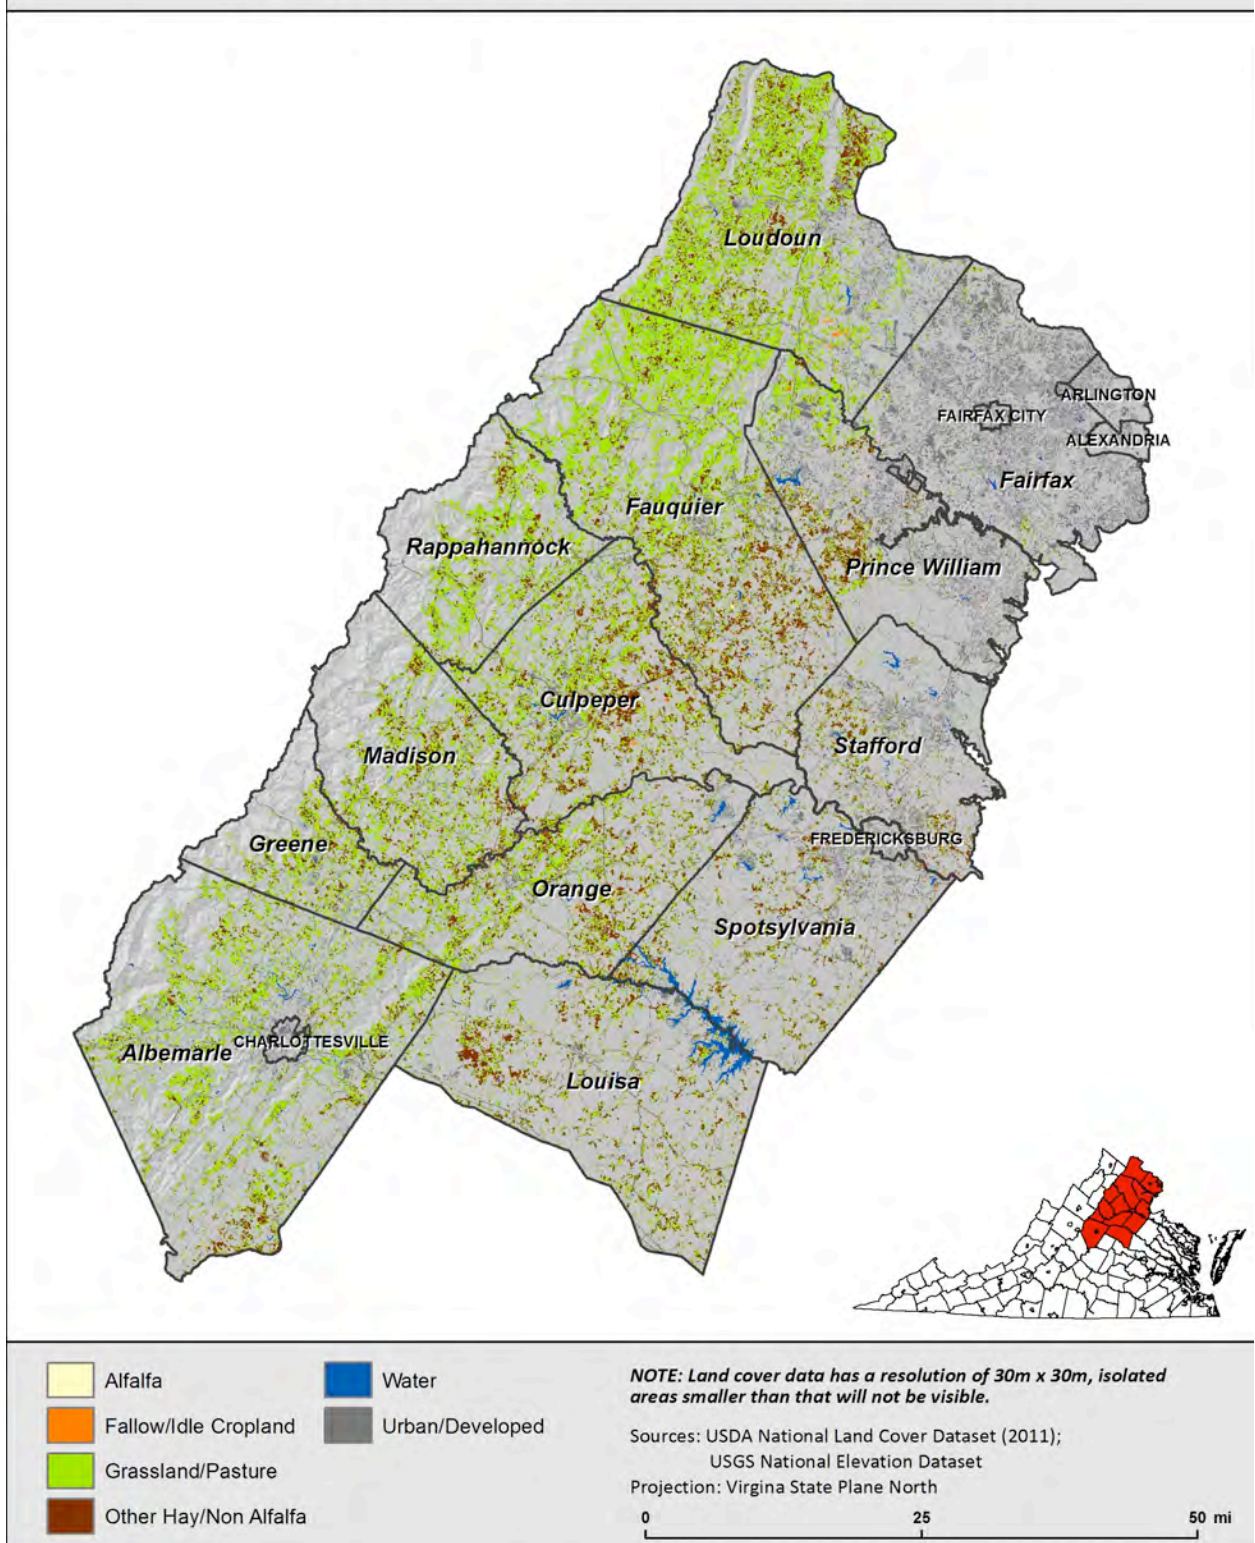 Loudoun
ARLINGTON
FAIRFAX CITY
ALEXANDRIA
Fairfax
Fauquier
Rappahannock
Prince William
Culpeper
Stafford
Madison
FREDERICKSBURG
Greene
Orange
Spotsylvania
CHARLOTTESVILLE
Albemarle
Louisa
Alfalfa
Fallow/Idle Cropland
Grassland/Pasture
Other Hay/Non Alfalfa
Water
Urban/Developed
NOTE: Land cover data has a resolution of 30m x 30m, isolated
areas smaller than that will not be visible.
Sources: USDA National Land Cover Dataset (2011);
USGS National Elevation Dataset
Projection: Virgina State Plane North
0 25 50 mi